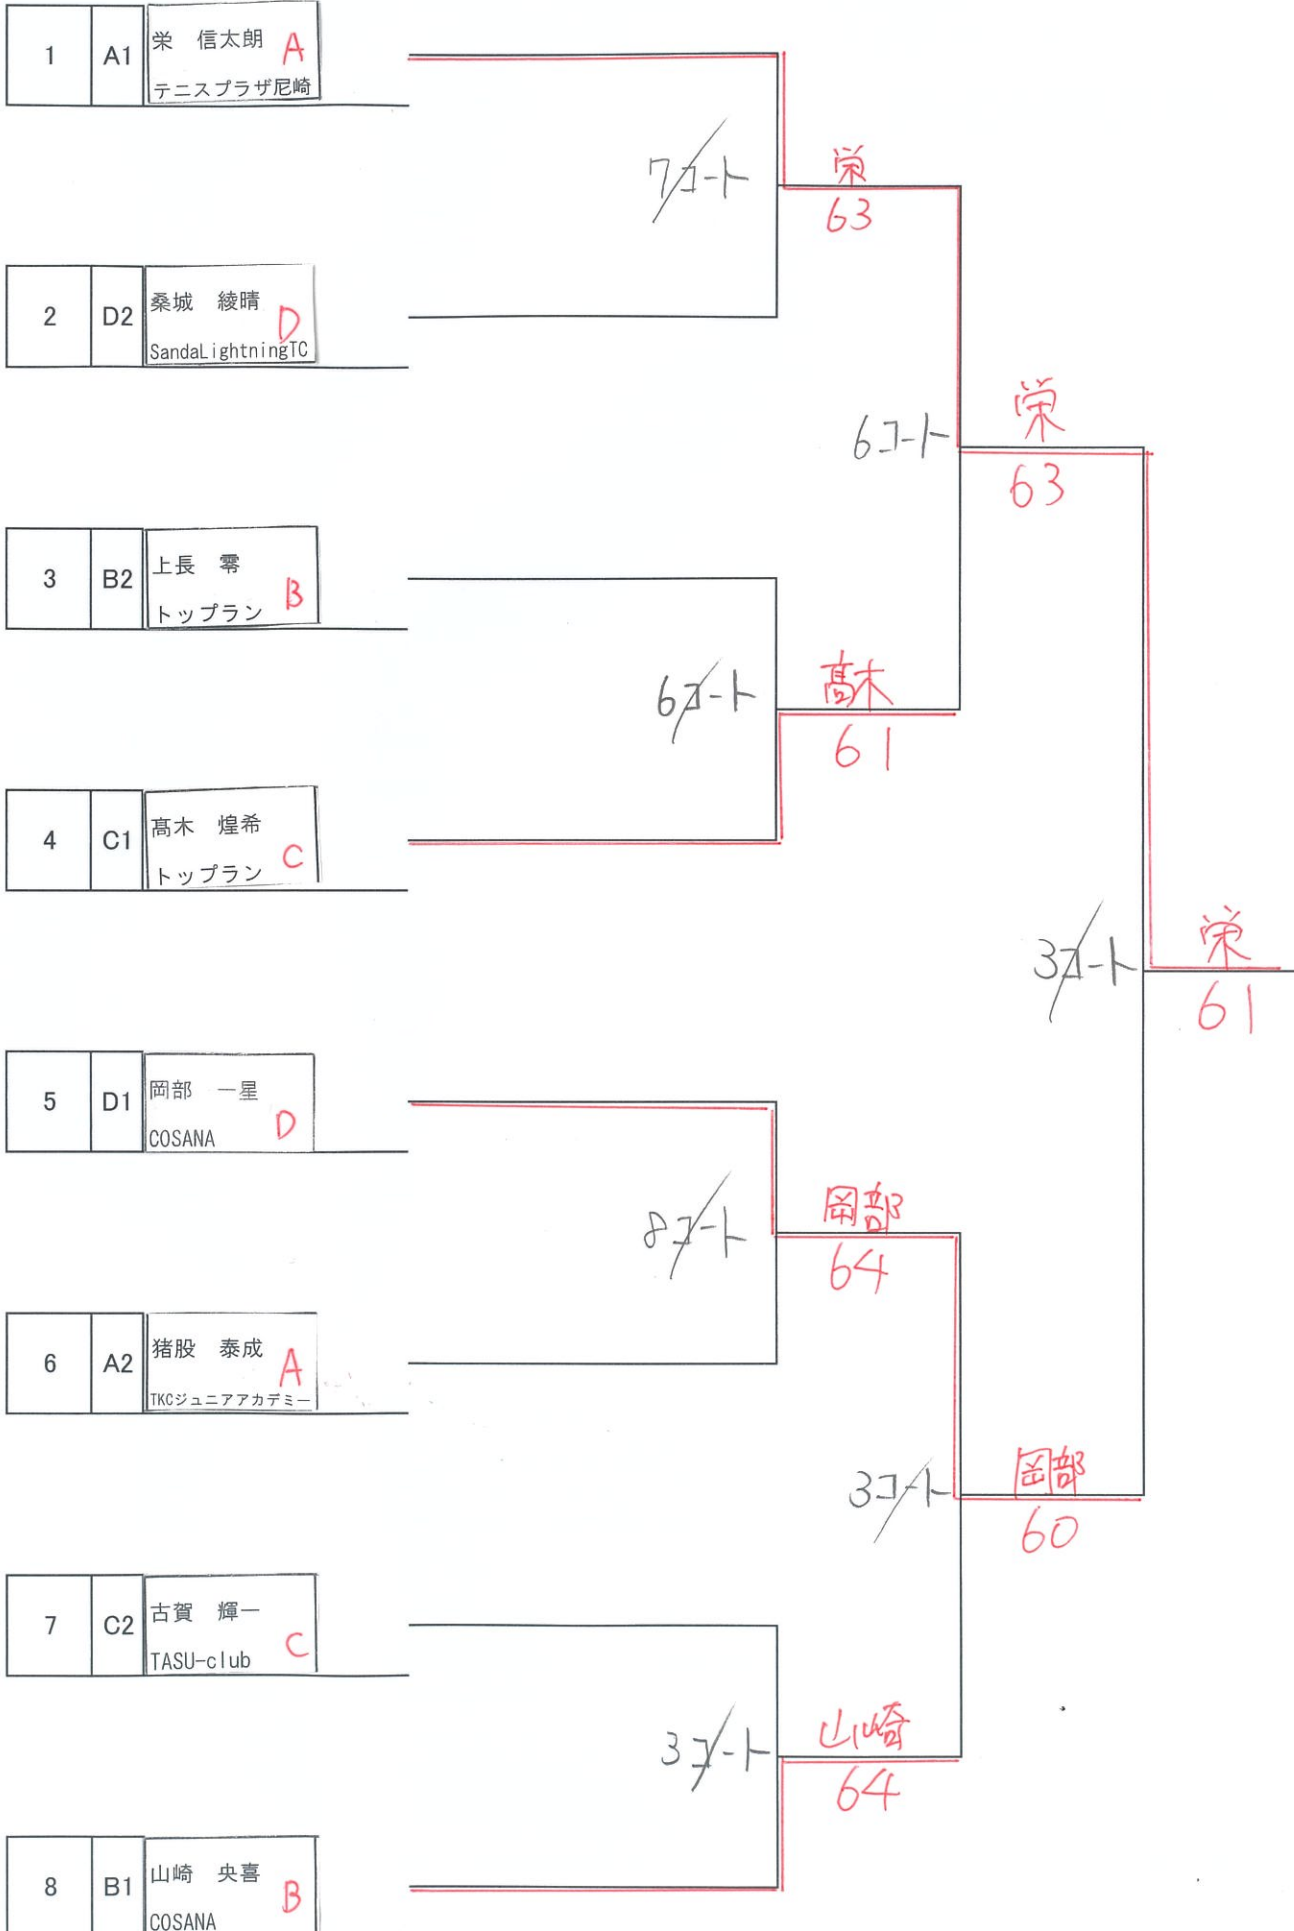 1 A1 栄 信太朗 A
テニスプラザ尼崎
7コート
栄
63
2 D2 桑城 綾晴 D
SandaLightningTC
6コート
栄
63
3 B2 上長 零 B
トップラン
6コート
髙木
61
4 C1 髙木 煌希 C
トップラン
3コート
栄
61
5 D1 岡部 一星 D
COSANA
8コート
岡部
64
6 A2 猪股 泰成 A
TKCジュニアアカデミー
3コート
岡部
60
7 C2 古賀 輝一 C
TASU-club
3コート
山崎
64
8 B1 山崎 央喜 B
COSANA